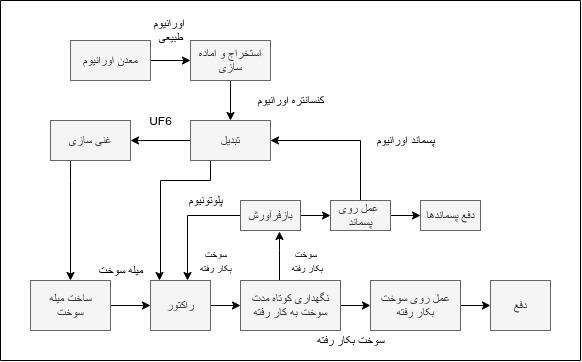 اورانیوم
طبیعی
معدن اورانیوم
استخراج و اماده
سازی
کنسانتره اورانیوم
UF6
غنی سازی
تبدیل
پسماند اورانیوم
پلوتونیوم
بازفرآورش
عمل روی
پسماند
دفع پسماندها
سوخت
بکار رفته
سوخت
بکار رفته
میله سوخت
ساخت میله
سوخت
راکتور
نگهداری کوتاه مدت
سوخت به کار رفته
عمل روی سوخت
بکار رفته
دفع
سوخت بکار رفته